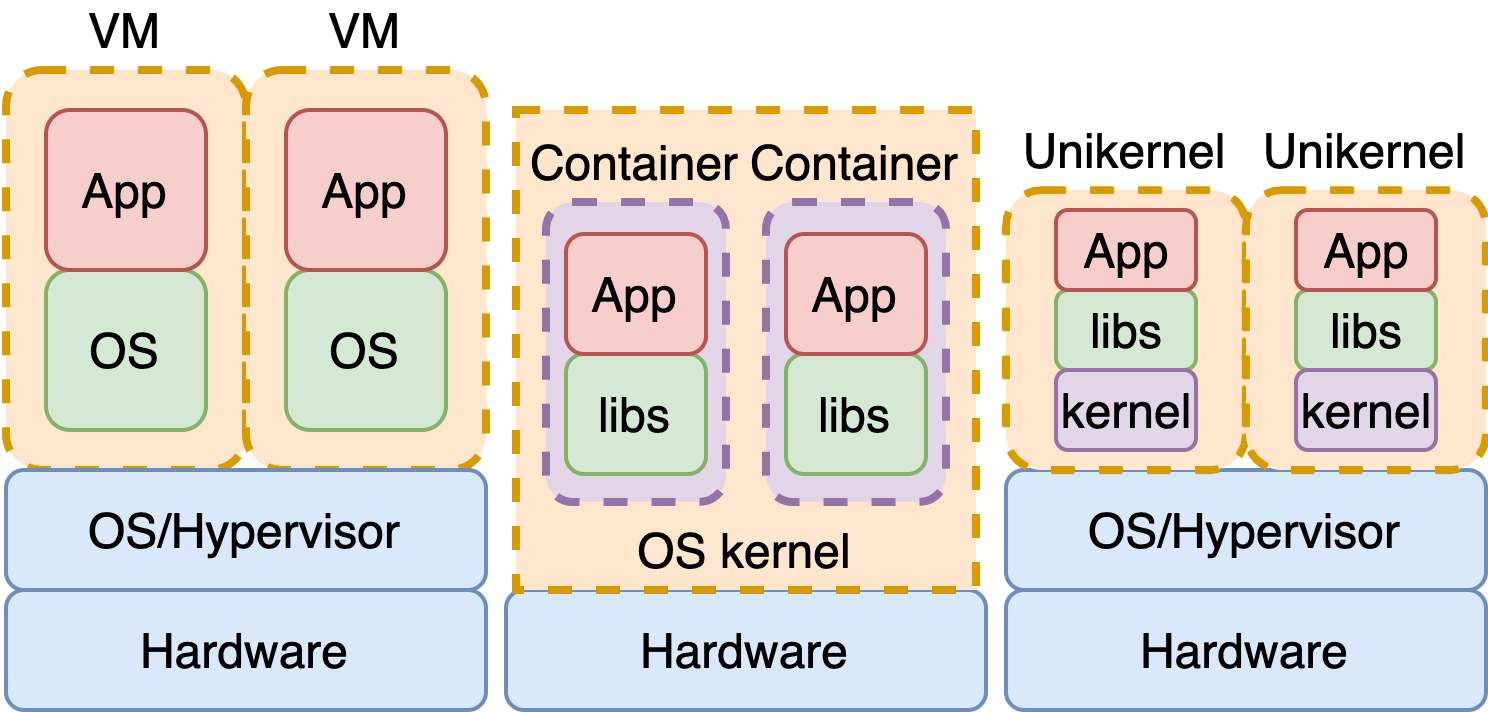 VM
App
OS
VM
App
OS
OS/Hypervisor
Hardware
Container
App
libs
Container
App
libs
OS kernel
Hardware
Unikernel
App
libs
kernel
Unikernel
App
libs
kernel
OS/Hypervisor
Hardware